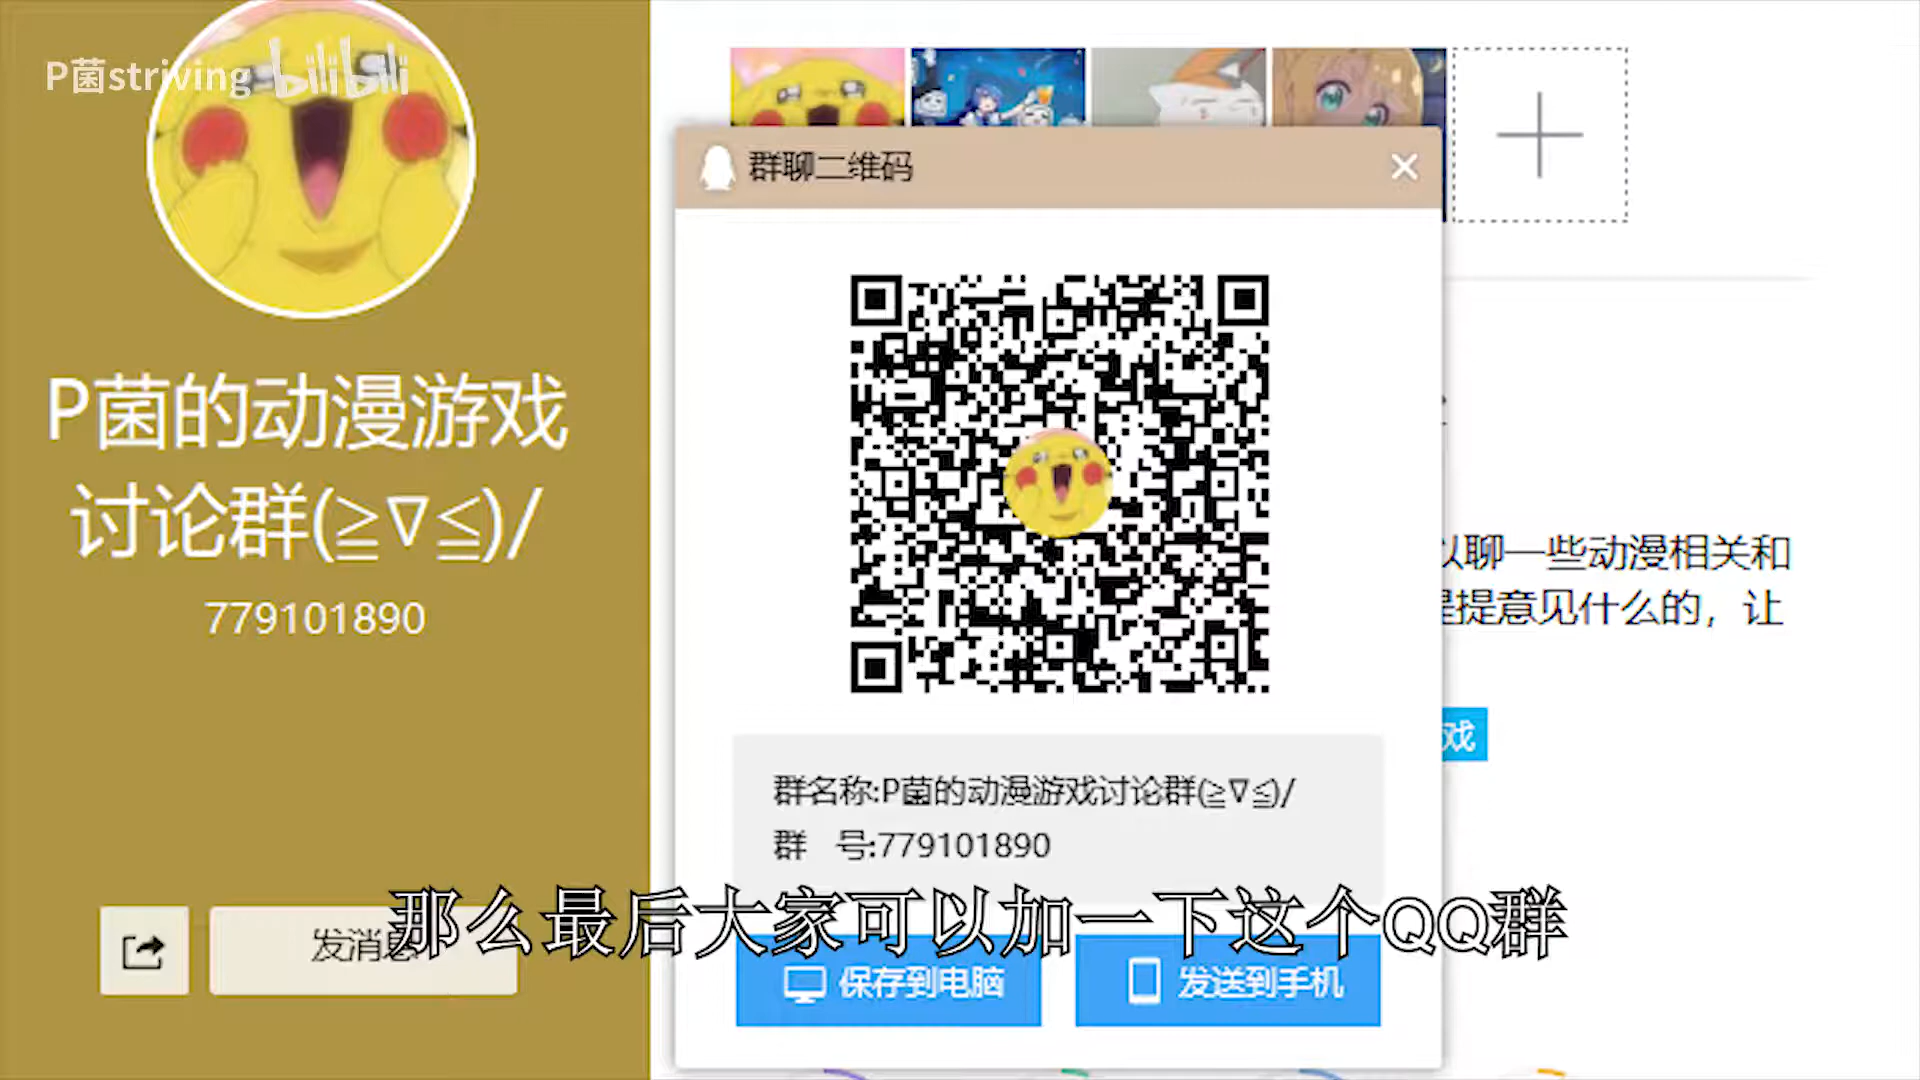 P菌striving bilibili
P菌的动漫游戏
讨论群(≧∇≦)/
779101890
发消息
群聊二维码
群名称:P菌的动漫游戏讨论群(≧∇≦)/
群 号:779101890
保存到电脑
发送到手机
聊一些动漫相关和
提意见什么的，让
戏
那么最后大家可以加一下这个QQ群